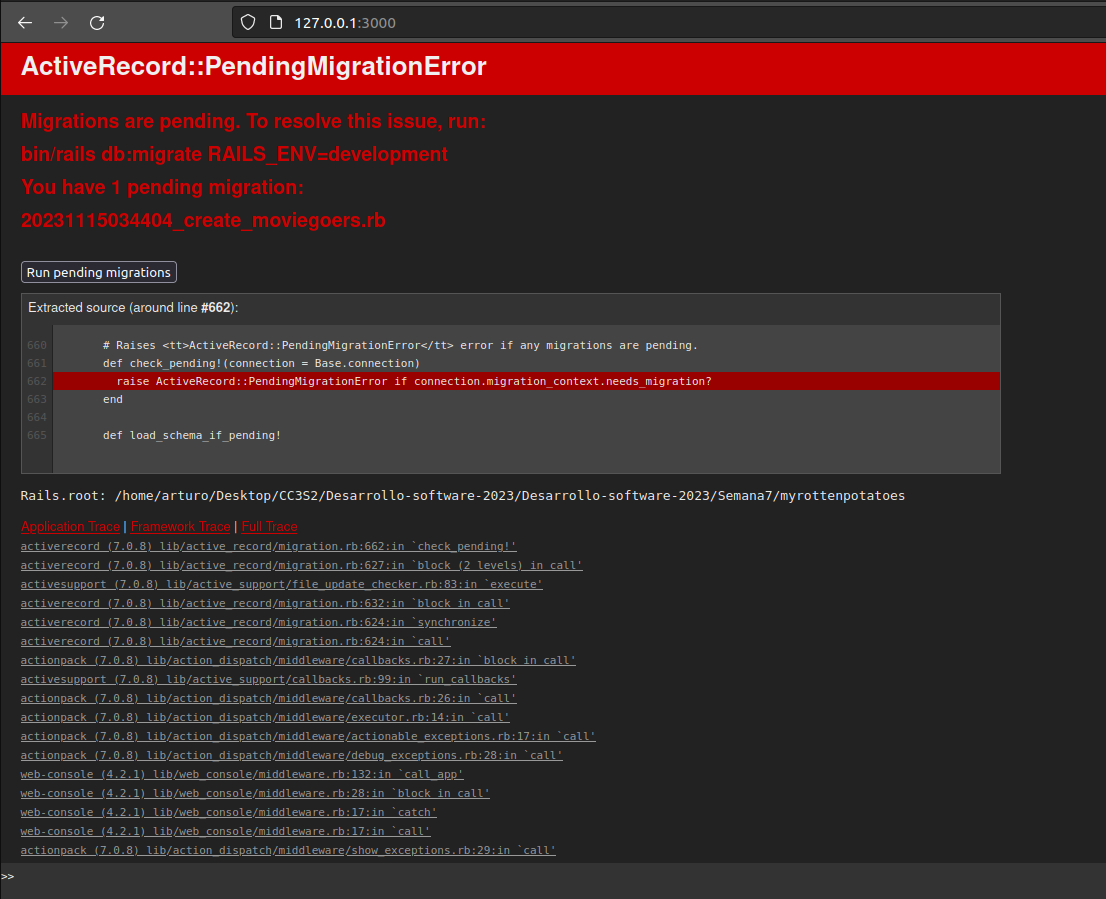 127.0.0.1:3000
ActiveRecord::PendingMigrationError
Migrations are pending. To resolve this issue, run:
bin/rails db:migrate RAILS_ENV=development
You have 1 pending migration:
20231115034404_create_moviegoers.rb
Run pending migrations
Extracted source (around line #662):
660 # Raises <tt>ActiveRecord::PendingMigrationError</tt> error if any migrations are pending.
661 def check_pending!(connection = Base.connection)
662 raise ActiveRecord::PendingMigrationError if connection.migration_context.needs_migration?
663 end
664
665 def load_schema_if_pending!
Rails.root: /home/arturo/Desktop/CC3S2/Desarrollo-software-2023/Desarrollo-software-2023/Semana7/myrottenpotatoes
Application Trace | Framework Trace | Full Trace
activerecord (7.0.8) lib/active_record/migration.rb:662:in `check_pending!'
activerecord (7.0.8) lib/active_record/migration.rb:627:in `block (2 levels) in call'
activesupport (7.0.8) lib/active_support/file_update_checker.rb:83:in `execute'
activerecord (7.0.8) lib/active_record/migration.rb:632:in `block in call'
activerecord (7.0.8) lib/active_record/migration.rb:624:in `synchronize'
activerecord (7.0.8) lib/active_record/migration.rb:624:in `call'
actionpack (7.0.8) lib/action_dispatch/middleware/callbacks.rb:27:in `block in call'
activesupport (7.0.8) lib/active_support/callbacks.rb:99:in `run_callbacks'
actionpack (7.0.8) lib/action_dispatch/middleware/callbacks.rb:26:in `call'
actionpack (7.0.8) lib/action_dispatch/middleware/executor.rb:14:in `call'
actionpack (7.0.8) lib/action_dispatch/middleware/actionable_exceptions.rb:17:in `call'
actionpack (7.0.8) lib/action_dispatch/middleware/debug_exceptions.rb:28:in `call'
web-console (4.2.1) lib/web_console/middleware.rb:132:in `call_app'
web-console (4.2.1) lib/web_console/middleware.rb:28:in `block in call'
web-console (4.2.1) lib/web_console/middleware.rb:17:in `catch'
web-console (4.2.1) lib/web_console/middleware.rb:17:in `call'
actionpack (7.0.8) lib/action_dispatch/middleware/show_exceptions.rb:29:in `call'
>>